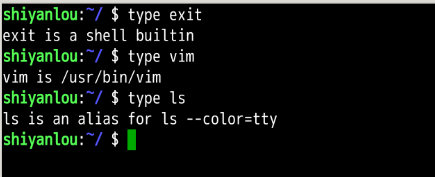 shiyanlou:~/ $ type exit
exit is a shell builtin
shiyanlou:~/ $ type vim
vim is /usr/bin/vim
shiyanlou:~/ $ type ls
ls is an alias for ls --color=tty
shiyanlou:~/ $